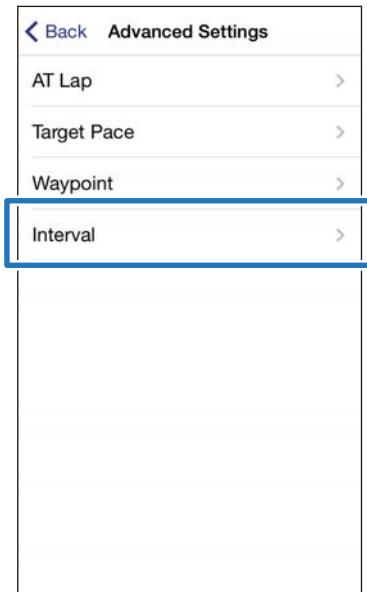 Back Advanced Settings
AT Lap
Target Pace
Waypoint
Interval